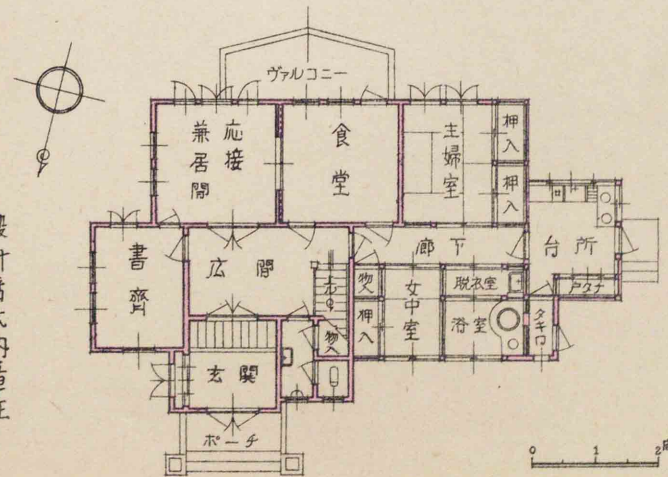 ヴァルコニー
応接
兼居間
食堂
主婦室
押入
押入
書齋
広間
廊下
台所
戸タナ
物入
押入
女中室
脱衣室
浴室
タキ口
物入
玄関
ポーチ
0 1 2